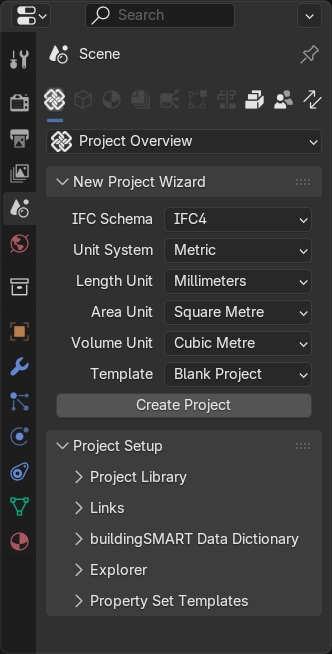 Search
Scene
Project Overview
New Project Wizard
IFC Schema IFC4
Unit System Metric
Length Unit Millimeters
Area Unit Square Metre
Volume Unit Cubic Metre
Template Blank Project
Create Project
Project Setup
Project Library
Links
buildingSMART Data Dictionary
Explorer
Property Set Templates